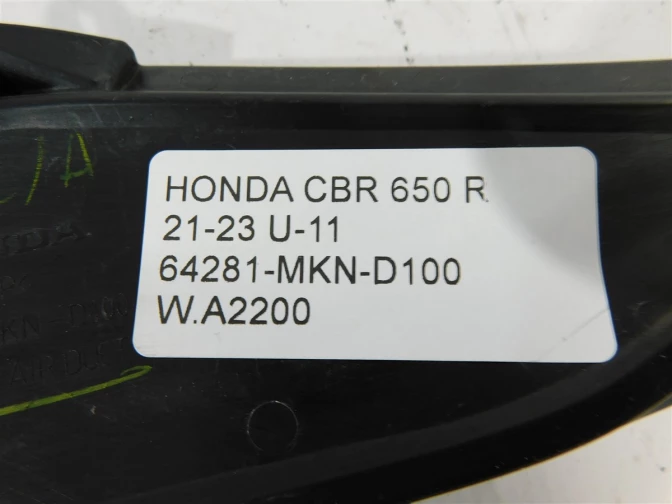 HONDA CBR 650 R
21-23 U-11
64281-MKN-D100
W.A2200